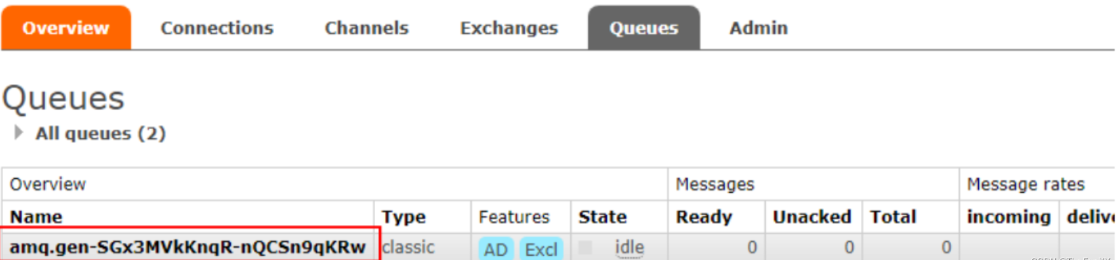 Overview Connections Channels Exchanges Queues Admin
Queues
All queues (2)
Overview Messages Message rates
Name Type Features State Ready Unacked Total incoming
amq.gen-SGx3MVkKnqR-nQCSn9qKRw classic AD Excl idle 0 0 0